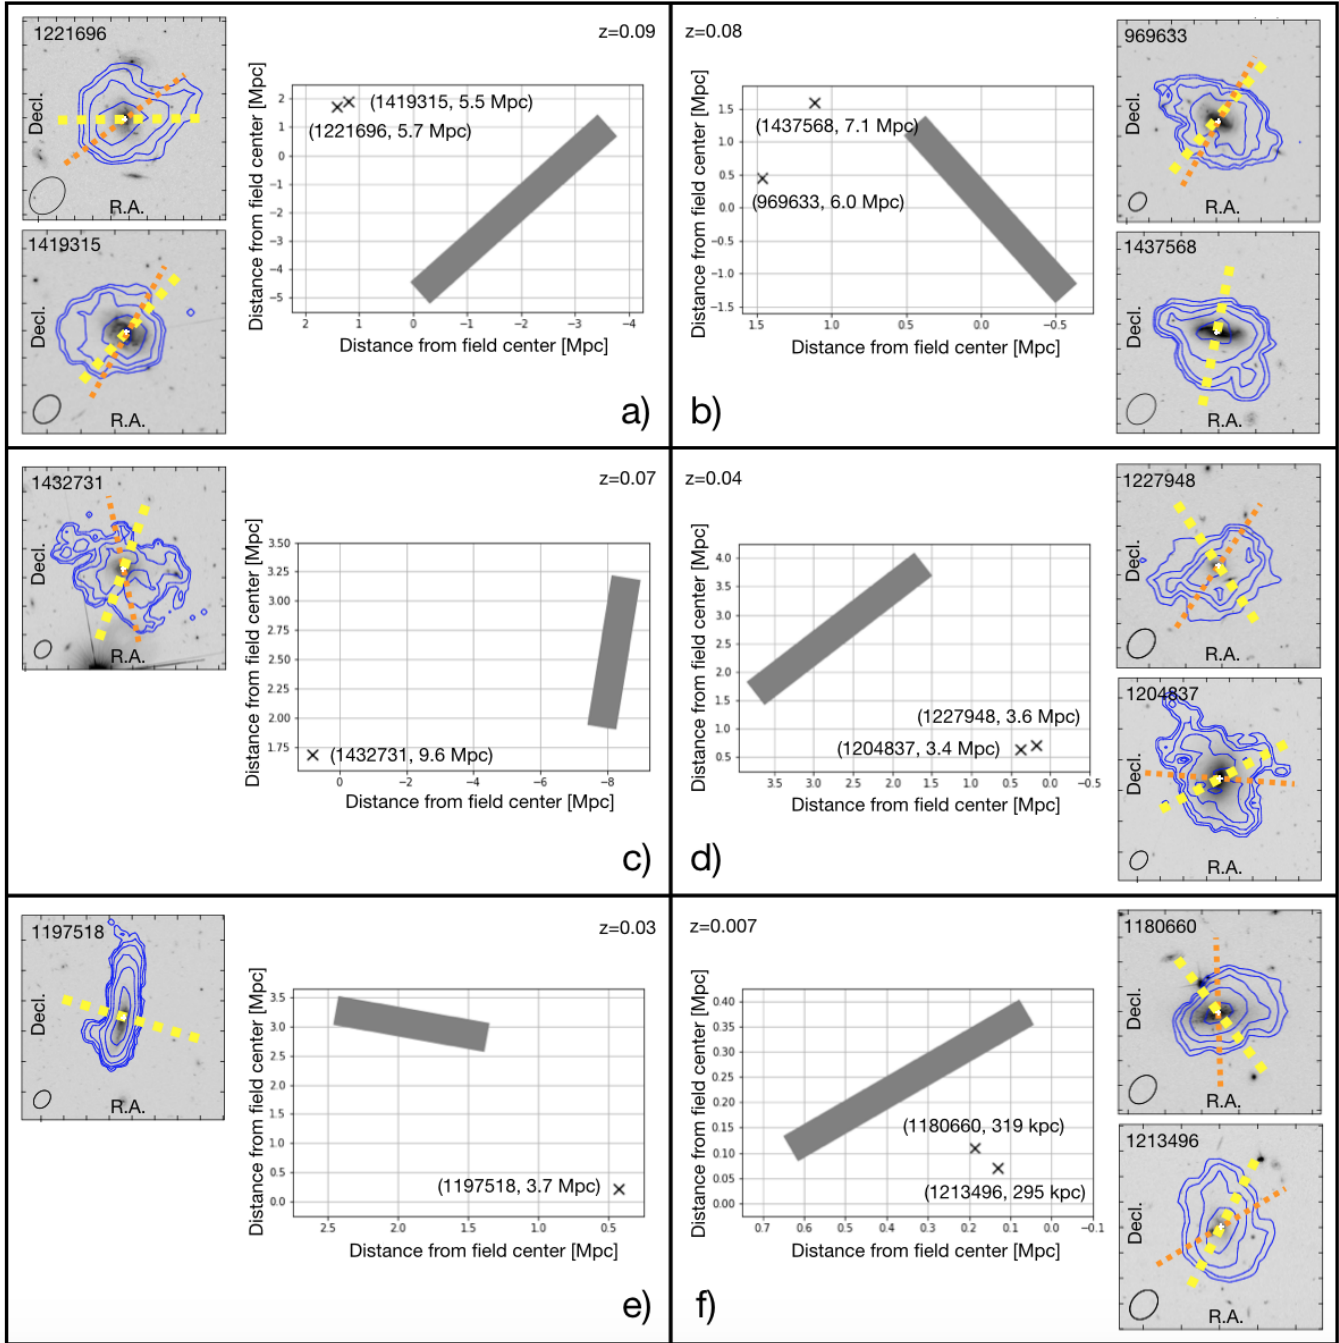 1221696
Decl.
R.A.
1419315
Decl.
R.A.
z=0.09
Distance from field center [Mpc]
2
1
0
−1
−2
−3
−4
−5
(1419315, 5.5 Mpc)
(1221696, 5.7 Mpc)
2 1 0 −1 −2 −3 −4
Distance from field center [Mpc]
a)
z=0.08
Distance from field center [Mpc]
1.5
1.0
0.5
0.0
−0.5
−1.0
−1.5
(1437568, 7.1 Mpc)
(969633, 6.0 Mpc)
1.5 1.0 0.5 0.0 −0.5
Distance from field center [Mpc]
b)
969633
Decl.
R.A.
1437568
Decl.
R.A.
1432731
Decl.
R.A.
z=0.07
Distance from field center [Mpc]
3.50
3.25
3.00
2.75
2.50
2.25
2.00
1.75
(1432731, 9.6 Mpc)
0 −2 −4 −6 −8
Distance from field center [Mpc]
c)
z=0.04
Distance from field center [Mpc]
4.0
3.5
3.0
2.5
2.0
1.5
1.0
0.5
(1227948, 3.6 Mpc)
(1204837, 3.4 Mpc)
3.5 3.0 2.5 2.0 1.5 1.0 0.5 0.0 −0.5
Distance from field center [Mpc]
d)
1227948
Decl.
R.A.
1204837
Decl.
R.A.
1197518
Decl.
R.A.
z=0.03
Distance from field center [Mpc]
3.5
3.0
2.5
2.0
1.5
1.0
0.5
0.0
(1197518, 3.7 Mpc)
2.5 2.0 1.5 1.0 0.5
Distance from field center [Mpc]
e)
z=0.007
Distance from field center [Mpc]
0.40
0.35
0.30
0.25
0.20
0.15
0.10
0.05
0.00
(1180660, 319 kpc)
(1213496, 295 kpc)
0.7 0.6 0.5 0.4 0.3 0.2 0.1 0.0 −0.1
Distance from field center [Mpc]
f)
1180660
Decl.
R.A.
1213496
Decl.
R.A.